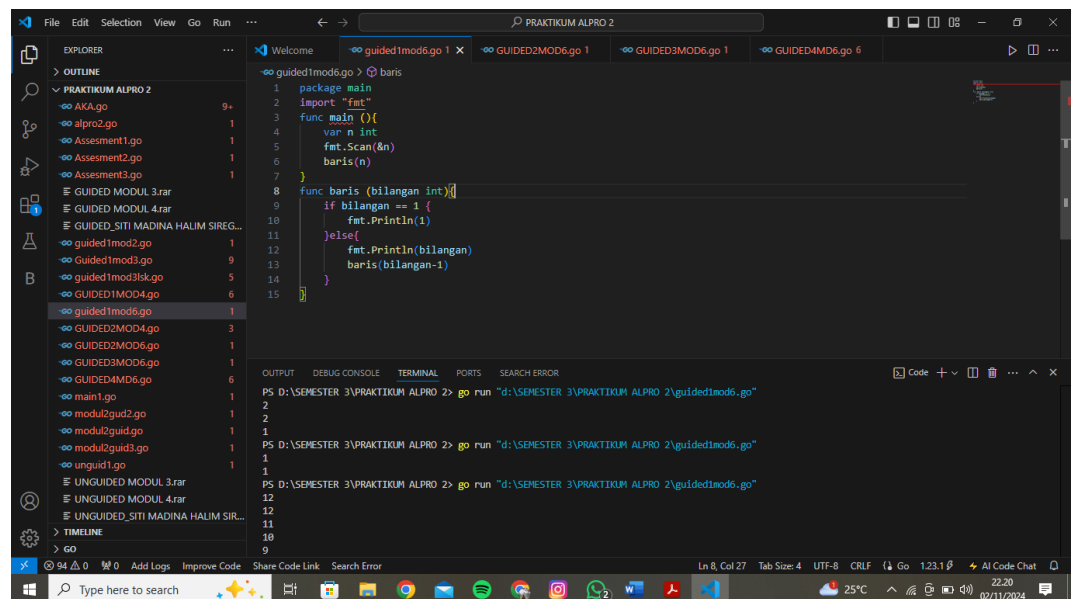 File Edit Selection View Go Run ... PRAKTIKUM ALPRO 2
EXPLORER ...
OUTLINE
PRAKTIKUM ALPRO 2
AKA.go 9+
alpro2.go 1
Assesment1.go 1
Assesment2.go 1
Assesment3.go 1
GUIDED MODUL 3.rar
GUIDED MODUL 4.rar
GUIDED_SITI MADINA HALIM SIREG...
guided1mod2.go 1
Guided1mod3.go 9
guided1mod3lsk.go 5
GUIDED1MOD4.go 6
guided1mod6.go 1
GUIDED2MOD4.go 3
GUIDED2MOD6.go 1
GUIDED3MOD6.go 1
GUIDED4MD6.go 6
main1.go 1
modul2gud2.go 1
modul2guid.go 1
modul2guid3.go 1
unguid1.go 1
UNGUIDED MODUL 3.rar
UNGUIDED MODUL 4.rar
UNGUIDED_SITI MADINA HALIM SIR...
TIMELINE
GO
Welcome guided1mod6.go 1 GUIDED2MOD6.go 1 GUIDED3MOD6.go 1 GUIDED4MD6.go 6 ...
guided1mod6.go > baris
1 package main
2 import "fmt"
3 func main (){
4 var n int
5 fmt.Scan(&n)
6 baris(n)
7 }
8 func baris (bilangan int){
9 if bilangan == 1 {
10 fmt.Println(1)
11 }else{
12 fmt.Println(bilangan)
13 baris(bilangan-1)
14 }
15 }
OUTPUT DEBUG CONSOLE TERMINAL PORTS SEARCH ERROR Code ...
PS D:\SEMESTER 3\PRAKTIKUM ALPRO 2> go run "d:\SEMESTER 3\PRAKTIKUM ALPRO 2\guided1mod6.go"
2
2
1
PS D:\SEMESTER 3\PRAKTIKUM ALPRO 2> go run "d:\SEMESTER 3\PRAKTIKUM ALPRO 2\guided1mod6.go"
1
1
PS D:\SEMESTER 3\PRAKTIKUM ALPRO 2> go run "d:\SEMESTER 3\PRAKTIKUM ALPRO 2\guided1mod6.go"
12
12
11
10
9
B
1
94 0 0 Add Logs Improve Code Share Code Link Search Error Ln 8, Col 27 Tab Size: 4 UTF-8 CRLF Go 1.23.1 AI Code Chat
Type here to search 2 25°C 22.20
02/11/2024